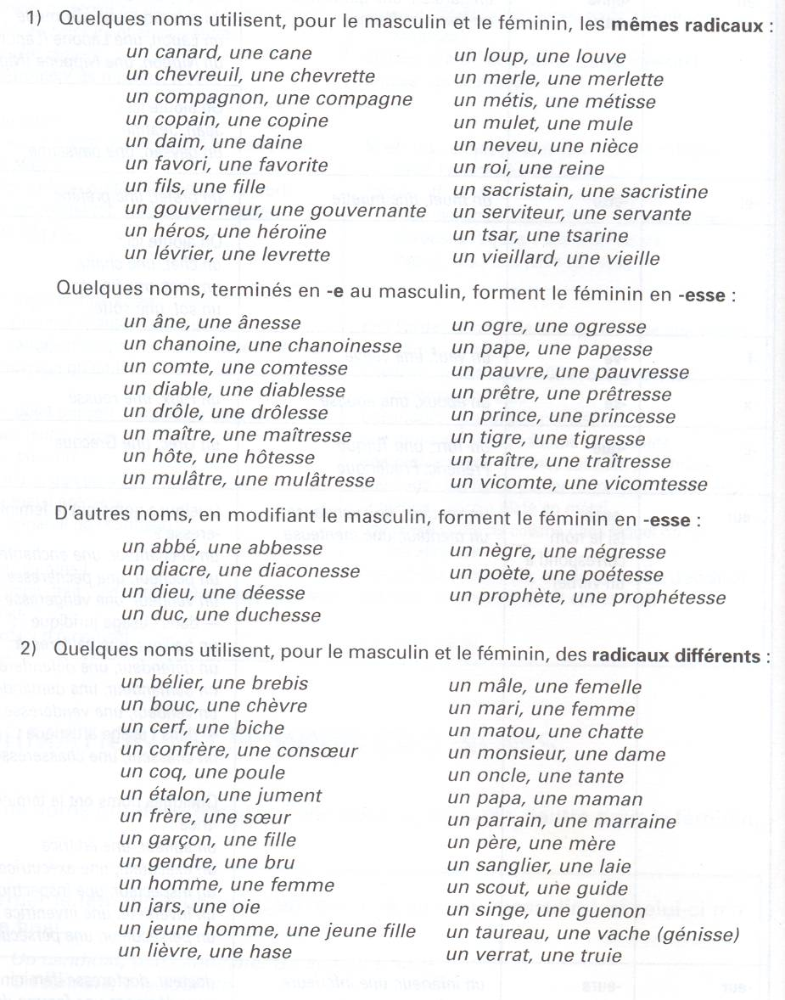 1) Quelques noms utilisent, pour le masculin et le féminin, les mêmes radicaux :
un canard, une cane
un chevreuil, une chevrette
un compagnon, une compagne
un copain, une copine
un daim, une daine
un favori, une favorite
un fils, une fille
un gouverneur, une gouvernante
un héros, une héroïne
un lévrier, une levrette
un loup, une louve
un merle, une merlette
un métis, une métisse
un mulet, une mule
un neveu, une nièce
un roi, une reine
un sacristain, une sacristine
un serviteur, une servante
un tsar, une tsarine
un vieillard, une vieille
Quelques noms, terminés en -e au masculin, forment le féminin en -esse :
un âne, une ânesse
un chanoine, une chanoinesse
un comte, une comtesse
un diable, une diablesse
un drôle, une drôlesse
un maître, une maîtresse
un hôte, une hôtesse
un mulâtre, une mulâtresse
un ogre, une ogresse
un pape, une papesse
un pauvre, une pauvresse
un prêtre, une prêtresse
un prince, une princesse
un tigre, une tigresse
un traître, une traîtresse
un vicomte, une vicomtesse
D'autres noms, en modifiant le masculin, forment le féminin en -esse :
un abbé, une abbesse
un diacre, une diaconesse
un dieu, une déesse
un duc, une duchesse
un nègre, une négresse
un poète, une poétesse
un prophète, une prophétesse
2) Quelques noms utilisent, pour le masculin et le féminin, des radicaux différents :
un bélier, une brebis
un bouc, une chèvre
un cerf, une biche
un confrère, une consœur
un coq, une poule
un étalon, une jument
un frère, une sœur
un garçon, une fille
un gendre, une bru
un homme, une femme
un jars, une oie
un jeune homme, une jeune fille
un lièvre, une hase
un mâle, une femelle
un mari, une femme
un matou, une chatte
un monsieur, une dame
un oncle, une tante
un papa, une maman
un parrain, une marraine
un père, une mère
un sanglier, une laie
un scout, une guide
un singe, une guenon
un taureau, une vache (génisse)
un verrat, une truie